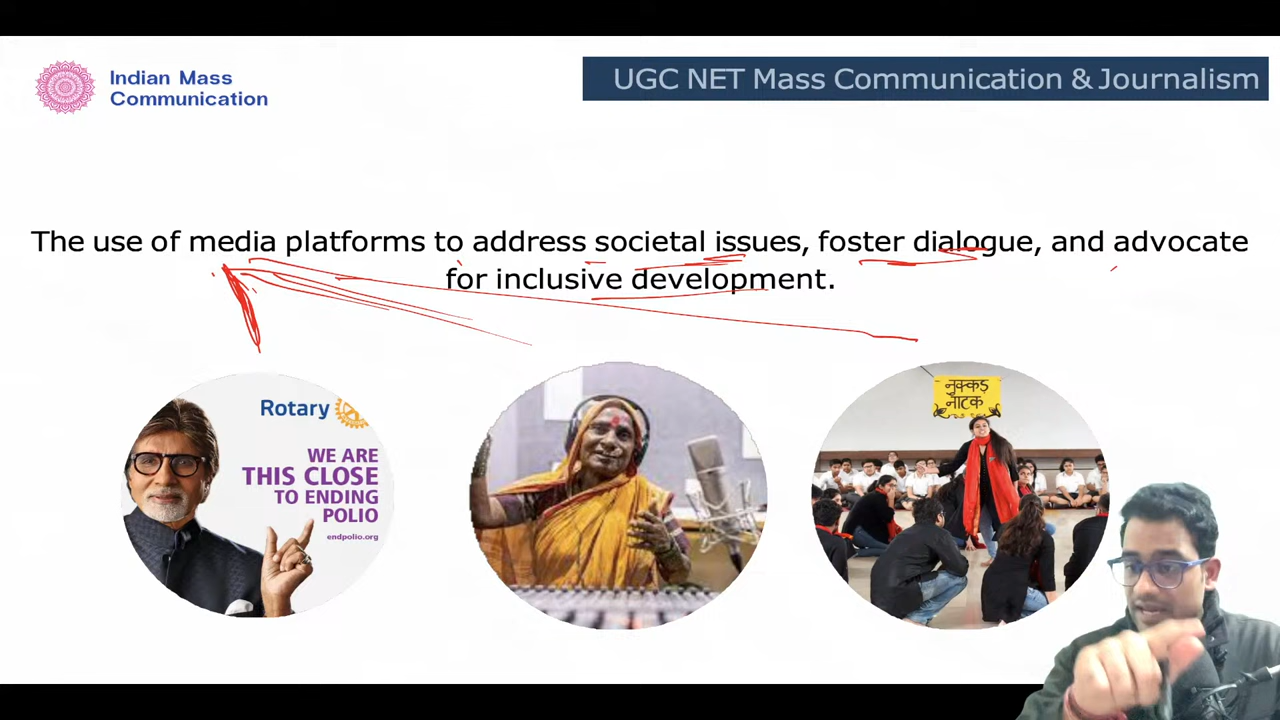 Indian Mass
Communication
UGC NET Mass Communication & Journalism
The use of media platforms to address societal issues, foster dialogue, and advocate
for inclusive development.
Rotary
WE ARE
THIS CLOSE
TO ENDING
POLIO
endpolio.org
नुक्कड़
नाटक